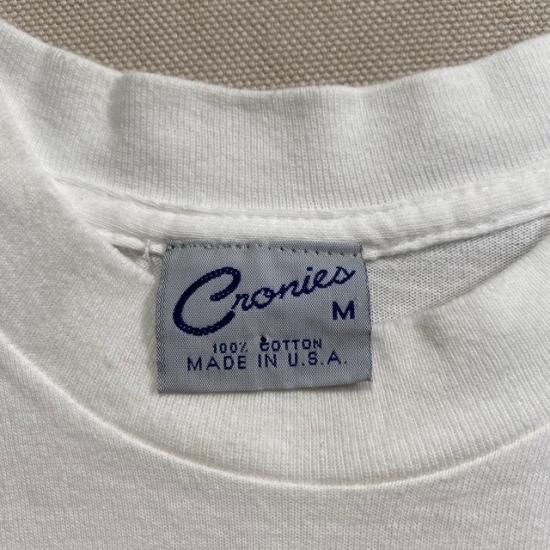 Cronies
M
100% COTTON
MADE IN U.S.A.